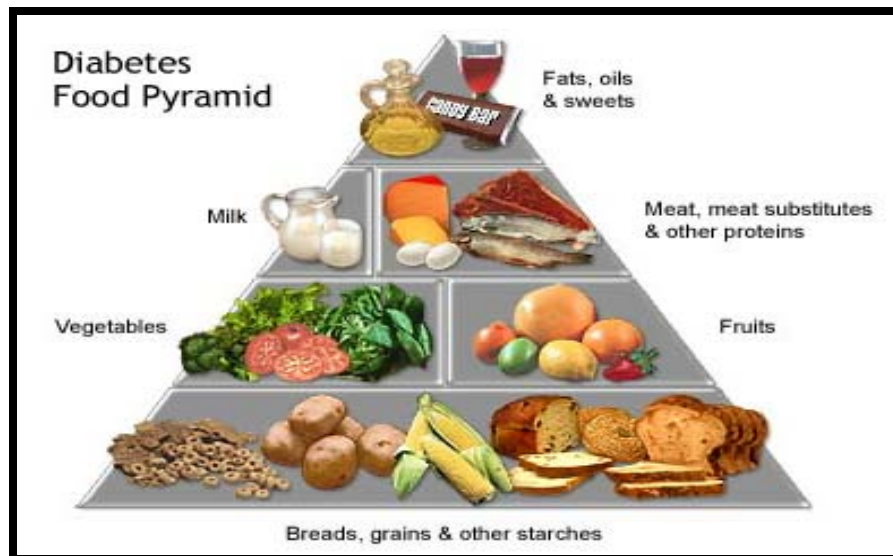 Diabetes
Food Pyramid
Fats, oils
& sweets
candy bar
Milk
Meat, meat substitutes
& other proteins
Vegetables
Fruits
Breads, grains & other starches